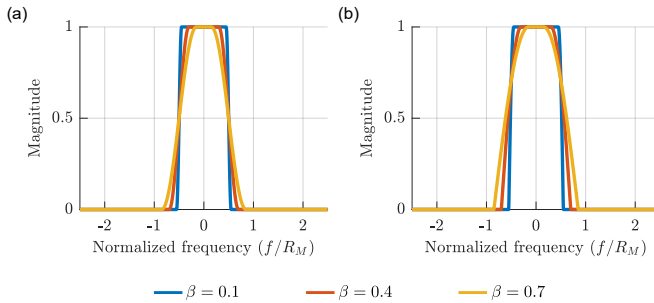 (a)
(b)
1
0.5
0
Magnitude
-2
-1
0
1
2
Normalized frequency (f/R_M)
1
0.5
0
Magnitude
-2
-1
0
1
2
Normalized frequency (f/R_M)
β = 0.1
β = 0.4
β = 0.7